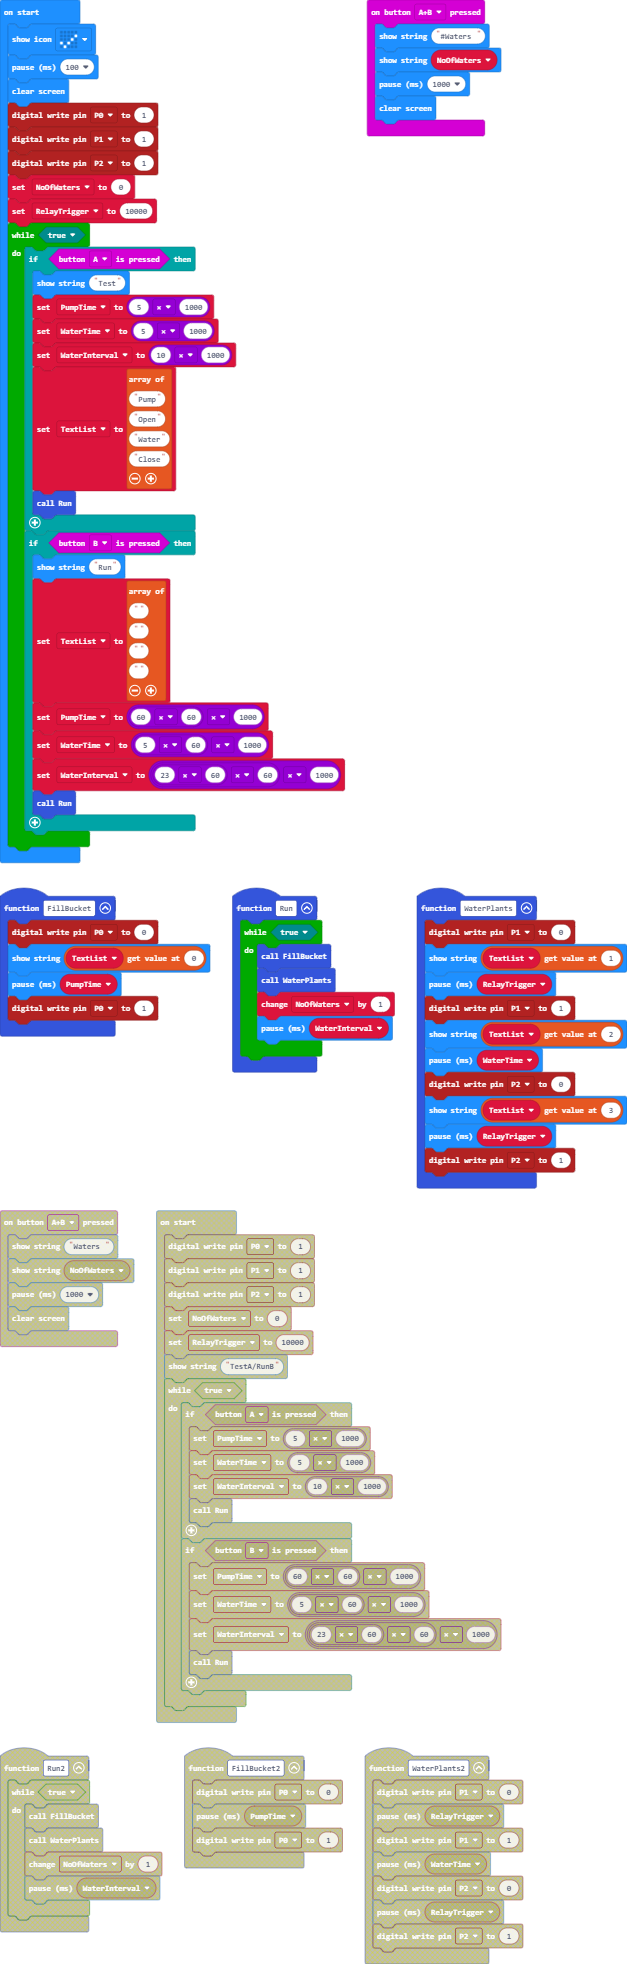 on start
show icon
pause (ms) 100
clear screen
digital write pin P0 to 1
digital write pin P1 to 1
digital write pin P2 to 1
set NoOfWaters to 0
set RelayTrigger to 10000
while true
do
if button A is pressed then
show string "Test"
set PumpTime to 5 × 1000
set WaterTime to 5 × 1000
set WaterInterval to 10 × 1000
array of
"Pump"
"Open"
set TextList to
"Water"
"Close"
call Run
if button B is pressed then
show string "Run"
array of
" "
" "
set TextList to
" "
" "
set PumpTime to 60 × 60 × 1000
set WaterTime to 5 × 60 × 1000
set WaterInterval to 23 × 60 × 60 × 1000
call Run
on button A+B pressed
show string "#Waters "
show string NoOfWaters
pause (ms) 1000
clear screen
function FillBucket
digital write pin P0 to 0
show string TextList get value at 0
pause (ms) PumpTime
digital write pin P0 to 1
function Run
while true
do
call FillBucket
call WaterPlants
change NoOfWaters by 1
pause (ms) WaterInterval
function WaterPlants
digital write pin P1 to 0
show string TextList get value at 1
pause (ms) RelayTrigger
digital write pin P1 to 1
show string TextList get value at 2
pause (ms) WaterTime
digital write pin P2 to 0
show string TextList get value at 3
pause (ms) RelayTrigger
digital write pin P2 to 1
on button A+B pressed
show string "Waters "
show string NoOfWaters
pause (ms) 1000
clear screen
on start
digital write pin P0 to 1
digital write pin P1 to 1
digital write pin P2 to 1
set NoOfWaters to 0
set RelayTrigger to 10000
show string "TestA/RunB"
while true
do
if button A is pressed then
set PumpTime to 5 × 1000
set WaterTime to 5 × 1000
set WaterInterval to 10 × 1000
call Run
if button B is pressed then
set PumpTime to 60 × 60 × 1000
set WaterTime to 5 × 60 × 1000
set WaterInterval to 23 × 60 × 60 × 1000
call Run
function Run2
while true
do
call FillBucket
call WaterPlants
change NoOfWaters by 1
pause (ms) WaterInterval
function FillBucket2
digital write pin P0 to 0
pause (ms) PumpTime
digital write pin P0 to 1
function WaterPlants2
digital write pin P1 to 0
pause (ms) RelayTrigger
digital write pin P1 to 1
pause (ms) WaterTime
digital write pin P2 to 0
pause (ms) RelayTrigger
digital write pin P2 to 1